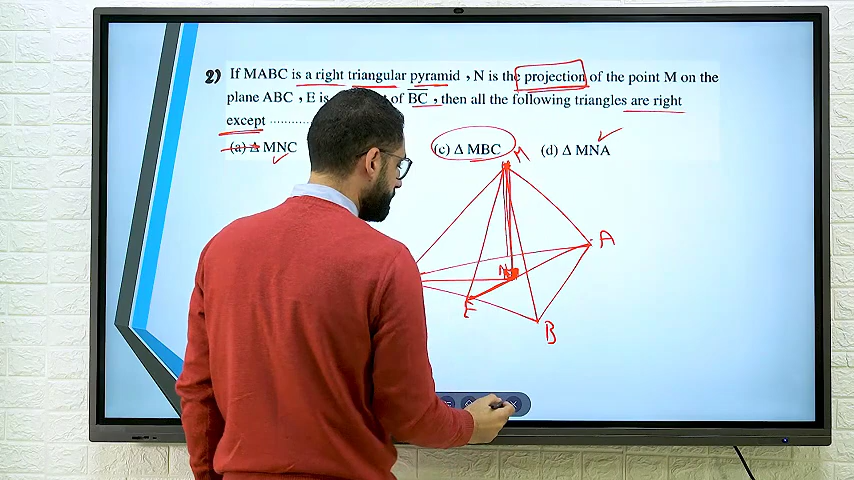 2) If MABC is a right triangular pyramid , N is the projection of the point M on the
plane ABC , E is of BC , then all the following triangles are right
except ............
(a) Δ MNC (c) Δ MBC (d) Δ MNA
M
A
N
E
B